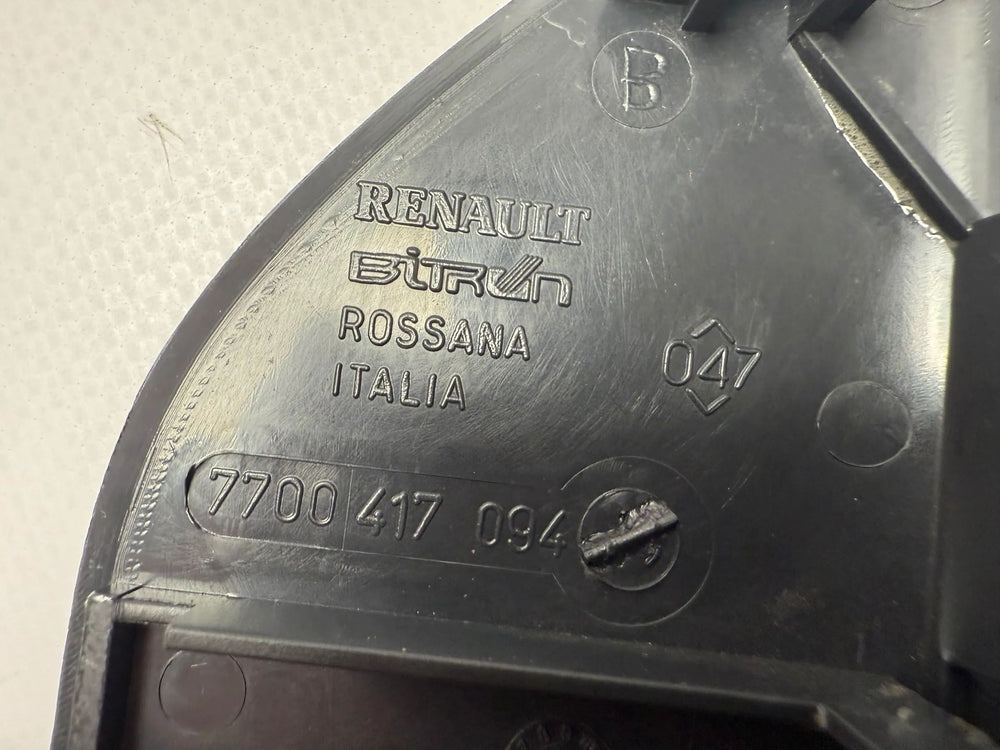 B
RENAULT
BiTRON
ROSSANA
ITALIA
047
7700 417 094